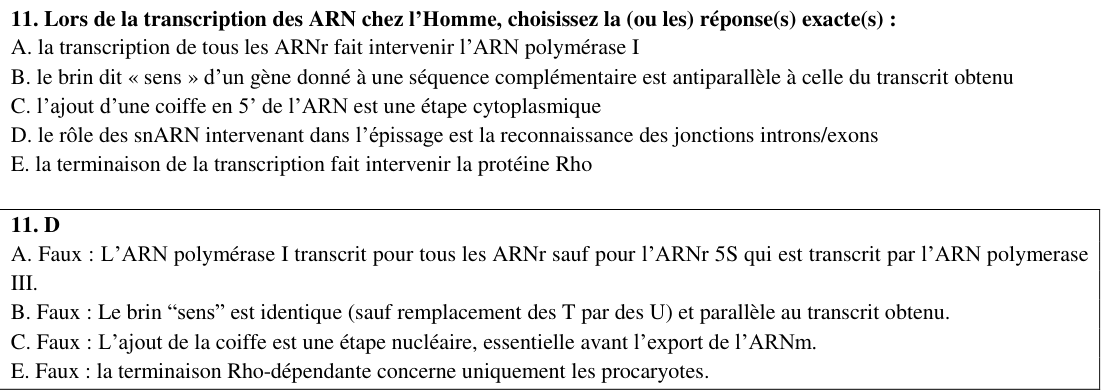 11. Lors de la transcription des ARN chez l'Homme, choisissez la (ou les) réponse(s) exacte(s) :
A. la transcription de tous les ARNr fait intervenir l'ARN polymérase I
B. le brin dit « sens » d'un gène donné à une séquence complémentaire est antiparallèle à celle du transcrit obtenu
C. l'ajout d'une coiffe en 5' de l'ARN est une étape cytoplasmique
D. le rôle des snARN intervenant dans l'épissage est la reconnaissance des jonctions introns/exons
E. la terminaison de la transcription fait intervenir la protéine Rho
11. D
A. Faux : L'ARN polymérase I transcrit pour tous les ARNr sauf pour l'ARNr 5S qui est transcrit par l'ARN polymerase
III.
B. Faux : Le brin “sens” est identique (sauf remplacement des T par des U) et parallèle au transcrit obtenu.
C. Faux : L'ajout de la coiffe est une étape nucléaire, essentielle avant l'export de l'ARNm.
E. Faux : la terminaison Rho-dépendante concerne uniquement les procaryotes.